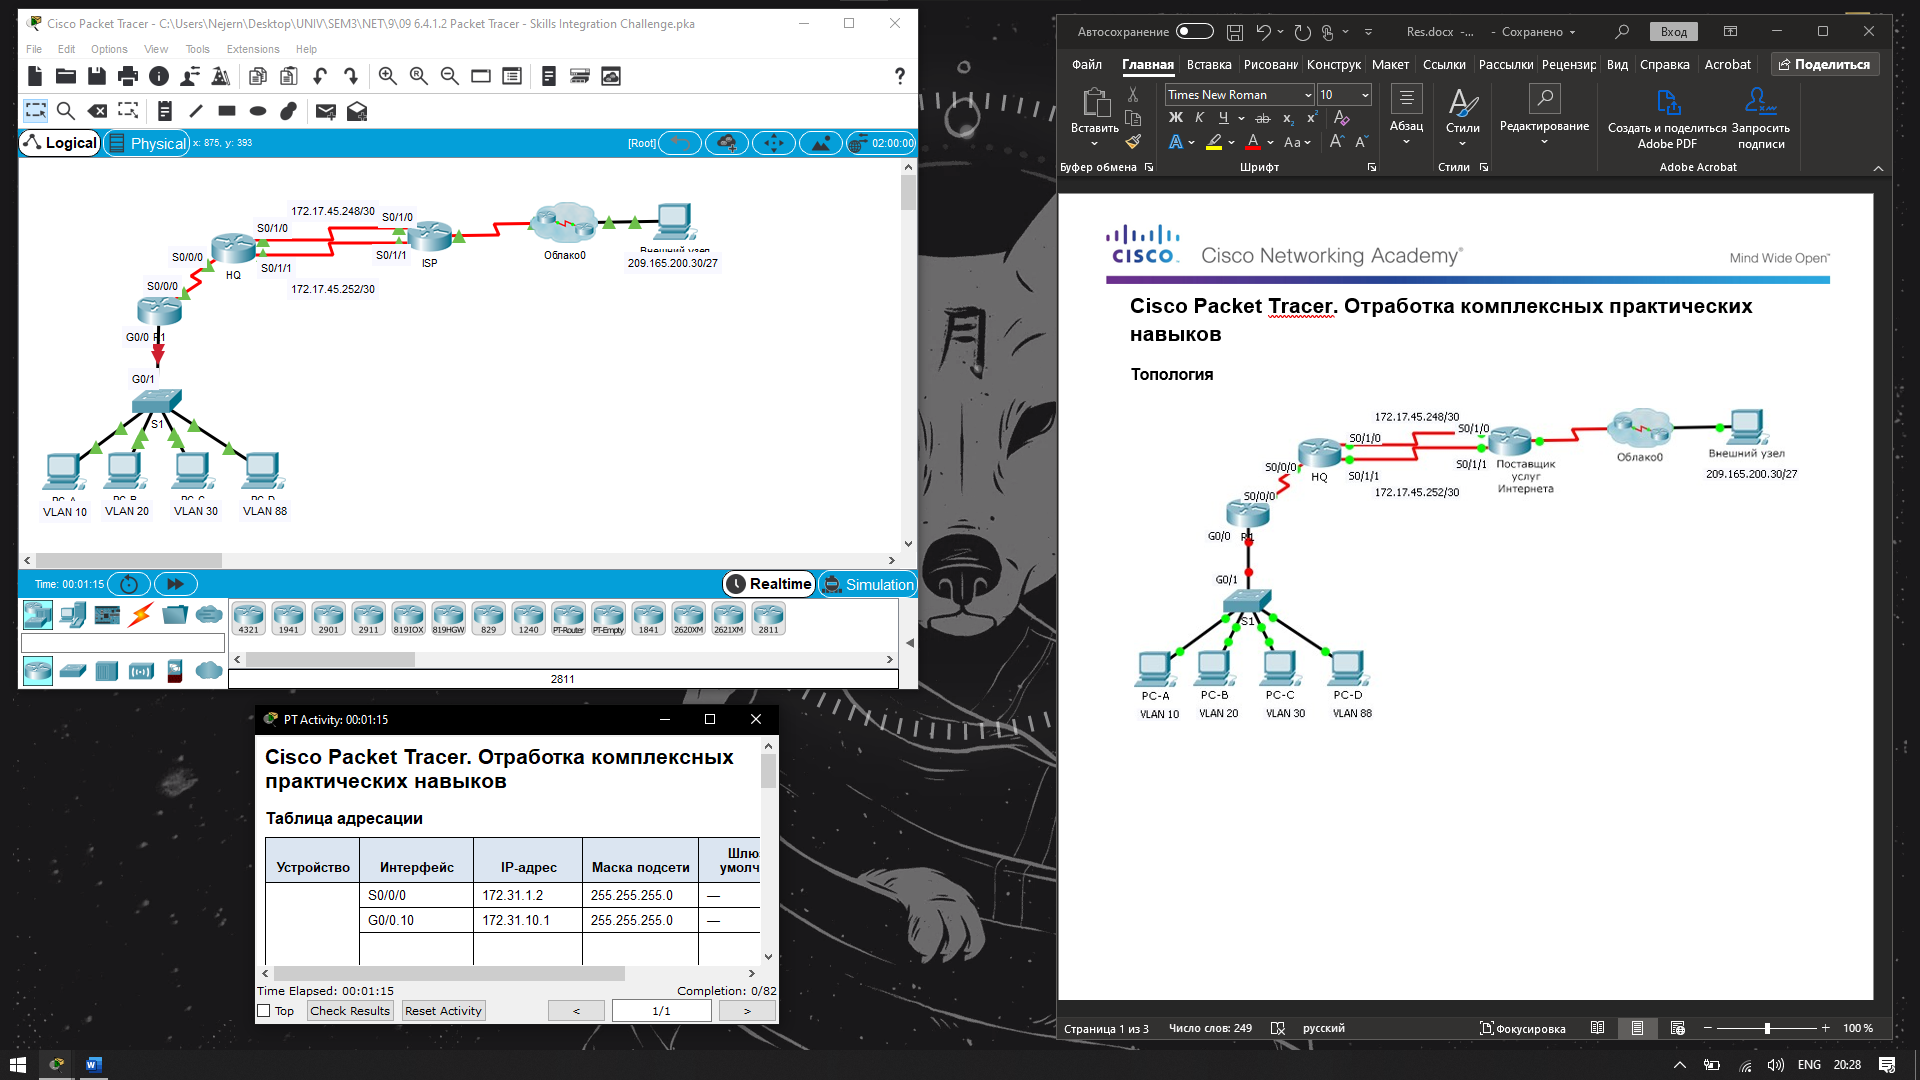 Cisco Packet Tracer - C:\Users\Nejern\Desktop\UNIV\SEM3\NET\9\09 6.4.1.2 Packet Tracer - Skills Integration Challenge.pka
File Edit Options View Tools Extensions Help
Logical
Physical
x: 875, y: 393
[Root]
02:00:00
172.17.45.248/30
S0/1/0
S0/1/0
S0/0/0
HQ
S0/1/1
S0/1/1
ISP
Облако0
Внешний узел
209.165.200.30/27
172.17.45.252/30
S0/0/0
G0/0 R1
G0/1
S1
PC-A
PC-B
PC-C
PC-D
VLAN 10
VLAN 20
VLAN 30
VLAN 88
Time: 00:01:15
Realtime
Simulation
4321 1941 2901 2911 819IOX 819HGW 829 1240 PT-Router PT-Empty 1841 2620XM 2621XM 2811
2811
PT Activity: 00:01:15
Cisco Packet Tracer. Отработка комплексных
практических навыков
Таблица адресации
Устройство Интерфейс IP-адрес Маска подсети
S0/0/0 172.31.1.2 255.255.255.0 —
G0/0.10 172.31.10.1 255.255.255.0 —
Time Elapsed: 00:01:15
Completion: 0/82
Top
Check Results
Reset Activity
<
1/1
>
Автосохранение
Res.docx -... - Сохранено
Вход
Файл Главная Вставка Рисовани Конструк Макет Ссылки Рассылки Рецензир Вид Справка Acrobat Поделиться
Вставить
Буфер обмена
Times New Roman 10
Ж К Ч ab x₂ x²
A A Aa A A
Шрифт
Абзац
Стили
Стили
Редактирование
Создать и поделиться
Adobe PDF
Запросить
подписи
Adobe Acrobat
CISCO Cisco Networking Academy® Mind Wide Open™
Cisco Packet Tracer. Отработка комплексных практических
навыков
Топология
172.17.45.248/30
S0/1/0
S0/1/0
S0/0/0
HQ
S0/1/1
S0/1/1
Поставщик
услуг
Интернета
Облако0
Внешний узел
209.165.200.30/27
172.17.45.252/30
S0/0/0
G0/0 R1
G0/1
S1
PC-A
PC-B
PC-C
PC-D
VLAN 10
VLAN 20
VLAN 30
VLAN 88
Страница 1 из 3
Число слов: 249
русский
Фокусировка
100 %
ENG
20:28